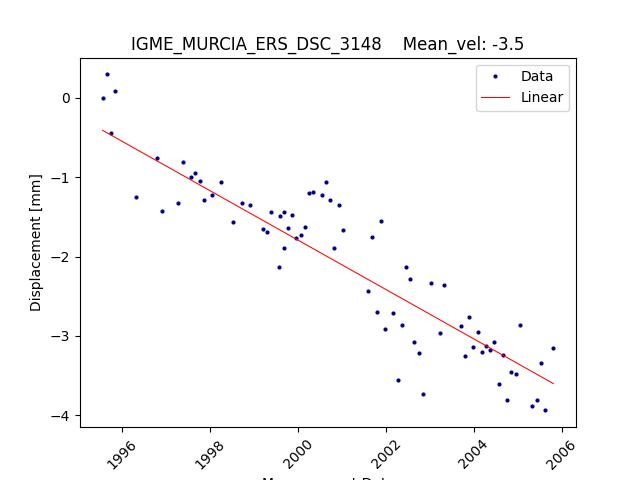 IGME_MURCIA_ERS_DSC_3148    Mean_vel: -3.5
Data
Linear
0
−1
−2
−3
−4
Displacement [mm]
1996
1998
2000
2002
2004
2006